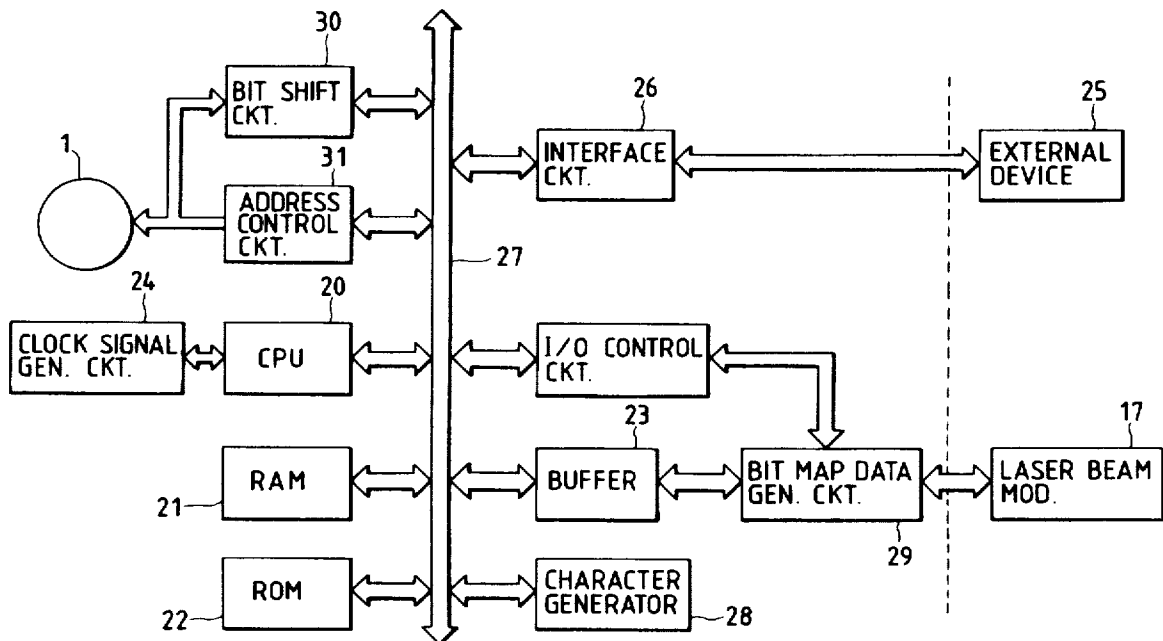 30
BIT SHIFT
CKT.
26
25
1
31
INTERFACE
CKT.
EXTERNAL
DEVICE
ADDRESS
CONTROL
CKT.
27
24
20
CLOCK SIGNAL
GEN. CKT.
CPU
I/O CONTROL
CKT.
23
17
RAM
BUFFER
BIT MAP DATA
GEN. CKT.
LASER BEAM
MOD.
21
29
ROM
CHARACTER
GENERATOR
22
28